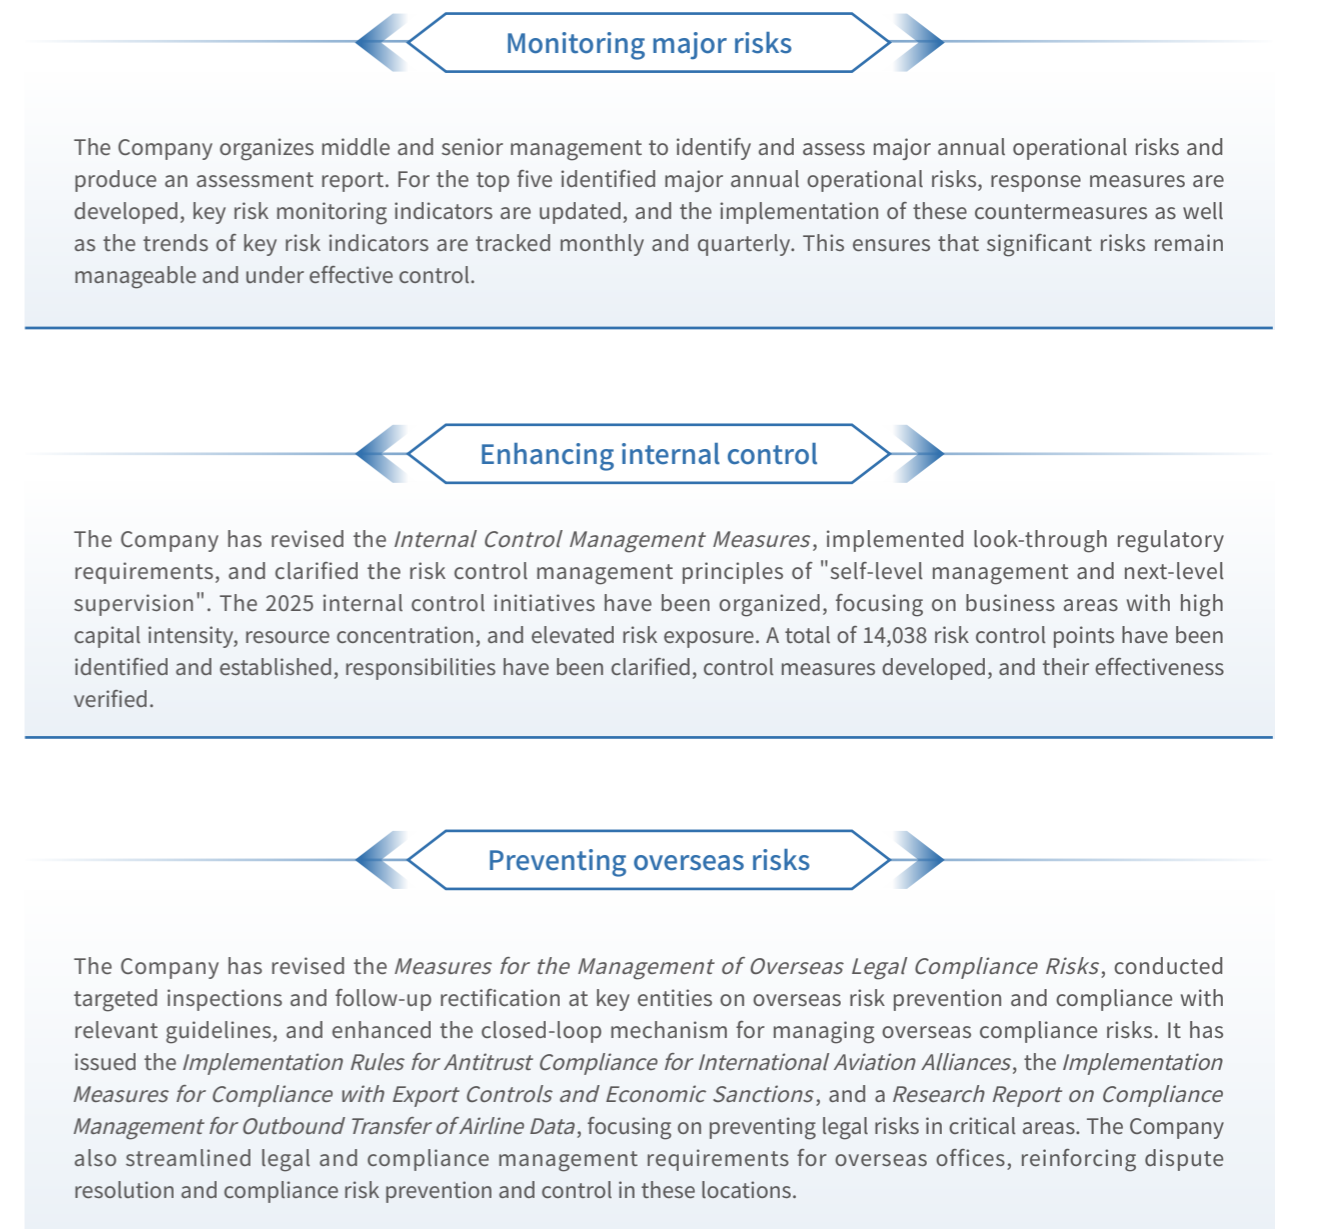 Monitoring major risks
The Company organizes middle and senior management to identify and assess major annual operational risks and
produce an assessment report. For the top five identified major annual operational risks, response measures are
developed, key risk monitoring indicators are updated, and the implementation of these countermeasures as well
as the trends of key risk indicators are tracked monthly and quarterly. This ensures that significant risks remain
manageable and under effective control.
Enhancing internal control
The Company has revised the Internal Control Management Measures, implemented look-through regulatory
requirements, and clarified the risk control management principles of "self-level management and next-level
supervision". The 2025 internal control initiatives have been organized, focusing on business areas with high
capital intensity, resource concentration, and elevated risk exposure. A total of 14,038 risk control points have been
identified and established, responsibilities have been clarified, control measures developed, and their effectiveness
verified.
Preventing overseas risks
The Company has revised the Measures for the Management of Overseas Legal Compliance Risks, conducted
targeted inspections and follow-up rectification at key entities on overseas risk prevention and compliance with
relevant guidelines, and enhanced the closed-loop mechanism for managing overseas compliance risks. It has
issued the Implementation Rules for Antitrust Compliance for International Aviation Alliances, the Implementation
Measures for Compliance with Export Controls and Economic Sanctions, and a Research Report on Compliance
Management for Outbound Transfer of Airline Data, focusing on preventing legal risks in critical areas. The Company
also streamlined legal and compliance management requirements for overseas offices, reinforcing dispute
resolution and compliance risk prevention and control in these locations.